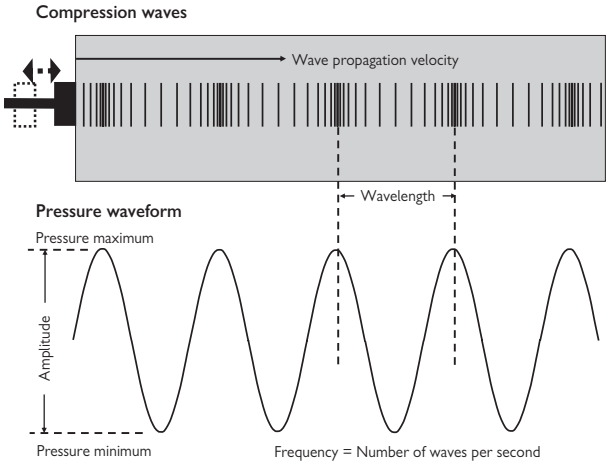 Compression waves
Wave propagation velocity
Wavelength
Pressure waveform
Pressure maximum
Amplitude
Pressure minimum
Frequency = Number of waves per second